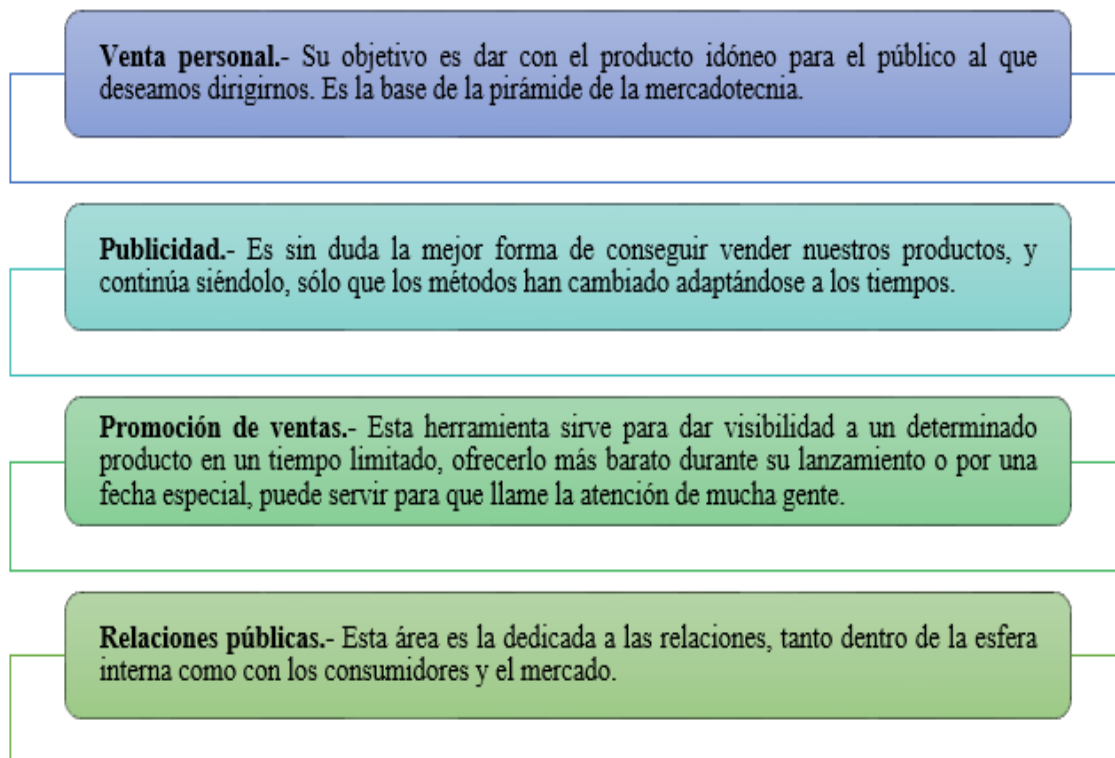 Venta personal.- Su objetivo es dar con el producto idóneo para el público al que
deseamos dirigirnos. Es la base de la pirámide de la mercadotecnia.
Publicidad.- Es sin duda la mejor forma de conseguir vender nuestros productos, y
continúa siéndolo, sólo que los métodos han cambiado adaptándose a los tiempos.
Promoción de ventas.- Esta herramienta sirve para dar visibilidad a un determinado
producto en un tiempo limitado, ofrecerlo más barato durante su lanzamiento o por una
fecha especial, puede servir para que llame la atención de mucha gente.
Relaciones públicas.- Esta área es la dedicada a las relaciones, tanto dentro de la esfera
interna como con los consumidores y el mercado.